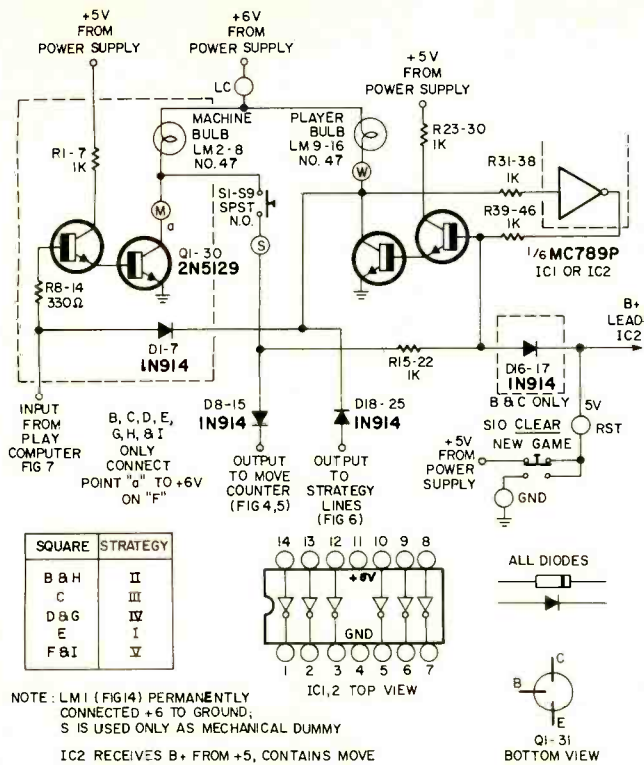 +5V
FROM
POWER SUPPLY
+6V
FROM
POWER SUPPLY
+5V
FROM
POWER SUPPLY
LC
MACHINE
BULB
LM2-8
NO. 47
PLAYER
BULB
LM9-16
NO. 47
R1-7
1K
R23-30
1K
R31-38
1K
R39-46
1K
1/6 MC789P
IC1 OR IC2
M
a
S1-S9
SPST
N.O.
S
W
Q1-30
2N5129
R8-14
330Ω
D1-7
1N914
R15-22
1K
B+
LEAD
IC2
D16-17
1N914
B & C ONLY
INPUT
FROM
PLAY
COMPUTER
FIG 7
B, C, D, E,
G, H, & I
ONLY
CONNECT
POINT "a" TO +6V
ON "F"
D8-15
1N914
D18-25
1N914
OUTPUT
TO MOVE
COUNTER
(FIG 4,5)
OUTPUT
TO
STRATEGY
LINES
(FIG 6)
5V
RST
S10 CLEAR
NEW GAME
+5V
FROM
POWER
SUPPLY
GND
SQUARE STRATEGY
B & H II
C III
D & G IV
E I
F & I V
14 13 12 11 10 9 8
+6V
GND
1 2 3 4 5 6 7
IC1,2 TOP VIEW
ALL DIODES
C
B
E
Q1-31
BOTTOM VIEW
NOTE: LM1 (FIG14) PERMANENTLY
CONNECTED +6 TO GROUND;
S IS USED ONLY AS MECHANICAL DUMMY
IC2 RECEIVES B+ FROM +5, CONTAINS MOVE